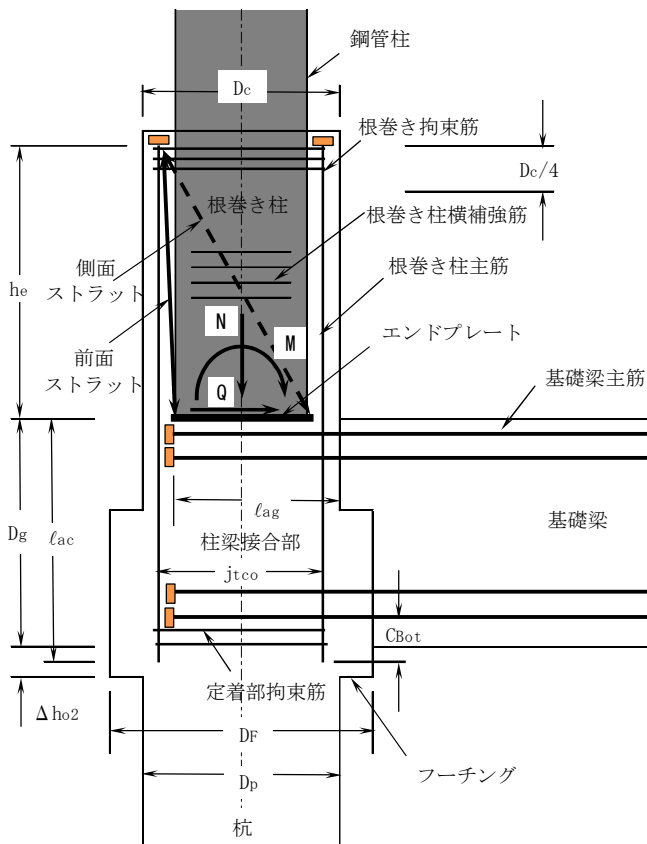 鋼管柱
Dc
根巻き拘束筋
Dc/4
根巻き柱
根巻き柱横補強筋
側面
ストラット
根巻き柱主筋
he
N
M
エンドプレート
前面
ストラット
Q
基礎梁主筋
ℓag
基礎梁
Dg
ℓac
柱梁接合部
jtco
CBot
定着部拘束筋
Δho2
DF
フーチング
Dp
杭